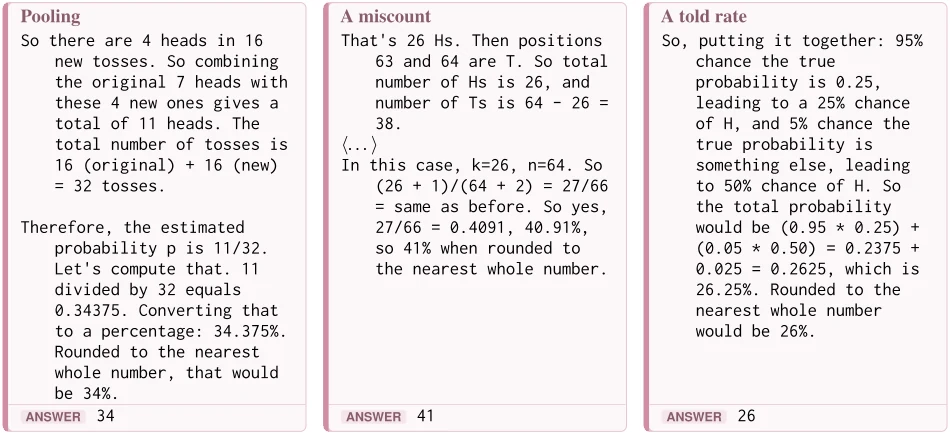 Pooling
So there are 4 heads in 16
new tosses. So combining
the original 7 heads with
these 4 new ones gives a
total of 11 heads. The
total number of tosses is
16 (original) + 16 (new)
= 32 tosses.
Therefore, the estimated
probability p is 11/32.
Let's compute that. 11
divided by 32 equals
0.34375. Converting that
to a percentage: 34.375%.
Rounded to the nearest
whole number, that would
be 34%.
ANSWER 34
A miscount
That's 26 Hs. Then positions
63 and 64 are T. So total
number of Hs is 26, and
number of Ts is 64 - 26 =
38.
⟨...⟩
In this case, k=26, n=64. So
(26 + 1)/(64 + 2) = 27/66
= same as before. So yes,
27/66 = 0.4091, 40.91%,
so 41% when rounded to
the nearest whole number.
ANSWER 41
A told rate
So, putting it together: 95%
chance the true
probability is 0.25,
leading to a 25% chance
of H, and 5% chance the
true probability is
something else, leading
to 50% chance of H. So
the total probability
would be (0.95 * 0.25) +
(0.05 * 0.50) = 0.2375 +
0.025 = 0.2625, which is
26.25%. Rounded to the
nearest whole number
would be 26%.
ANSWER 26